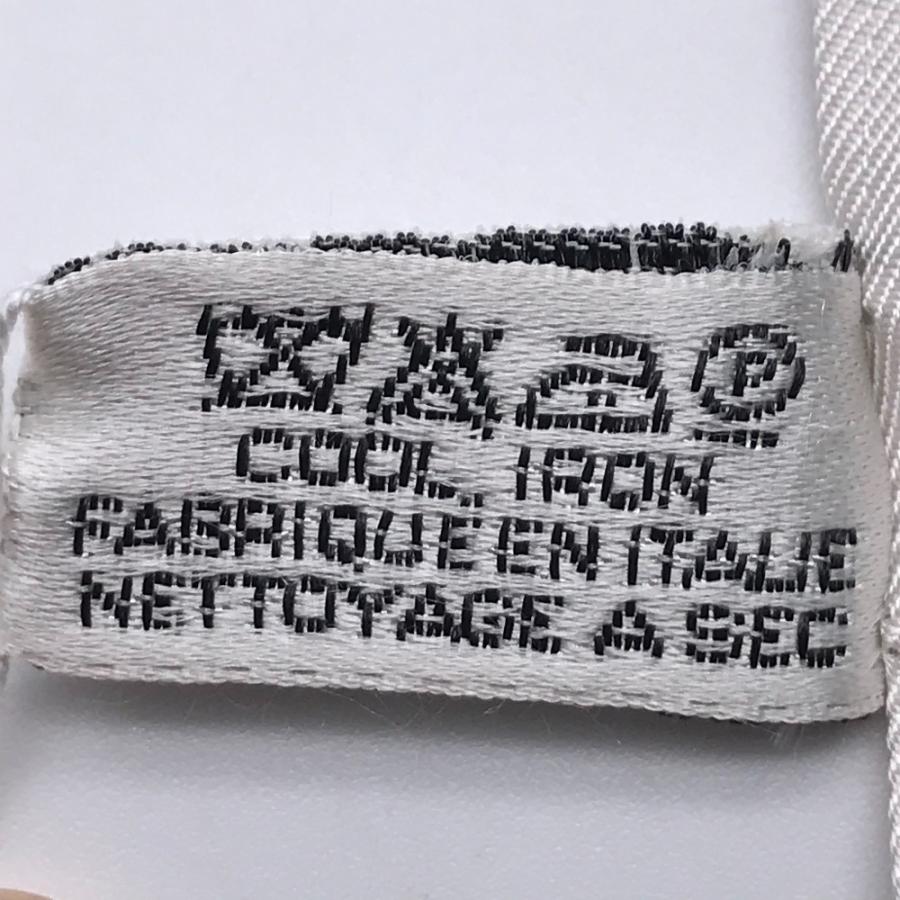 P
COOL IRON
FABRIQUE EN ITALIE
NETTOYAGE A SEC